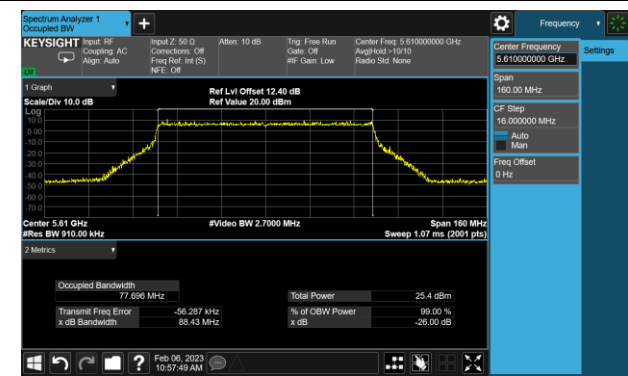 Spectrum Analyzer 1
Occupied BW
+
Frequency
KEYSIGHT
Input: RF
Coupling: AC
Align: Auto
Input Z: 50 Ω
Corrections: Off
Freq Ref: Int (S)
NFE: Off
Atten: 10 dB
Trig: Free Run
Gate: Off
#IF Gain: Low
Center Freq: 5.610000000 GHz
Avg|Hold:>10/10
Radio Std: None
Center Frequency
5.610000000 GHz
Settings
Span
160.00 MHz
CF Step
16.000000 MHz
Auto
Man
Freq Offset
0 Hz
1 Graph
Scale/Div 10.0 dB
Ref Lvl Offset 12.40 dB
Ref Value 20.00 dBm
Log
10.0
0.00
-10.0
-20.0
-30.0
-40.0
-50.0
-60.0
-70.0
Center 5.61 GHz
#Video BW 2.7000 MHz
Span 160 MHz
#Res BW 910.00 kHz
Sweep 1.07 ms (2001 pts)
2 Metrics
Occupied Bandwidth
77.696 MHz
Total Power
25.4 dBm
Transmit Freq Error
-56.287 kHz
% of OBW Power
99.00 %
x dB Bandwidth
88.43 MHz
x dB
-26.00 dB
?
Feb 06, 2023
10:57:49 AM